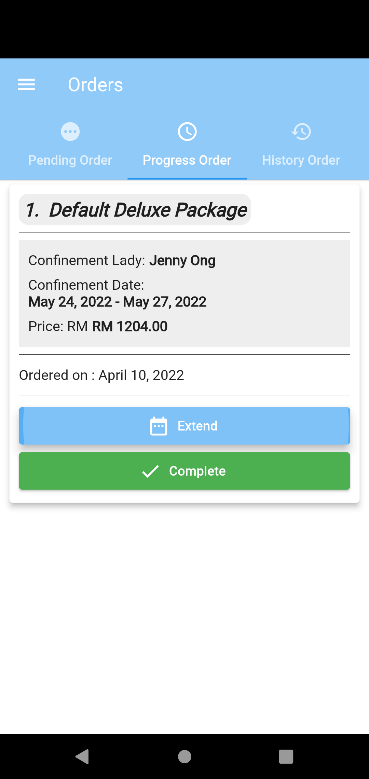 Orders
Pending Order
Progress Order
History Order
1. Default Deluxe Package
Confinement Lady: Jenny Ong
Confinement Date:
May 24, 2022 - May 27, 2022
Price: RM RM 1204.00
Ordered on : April 10, 2022
Extend
Complete